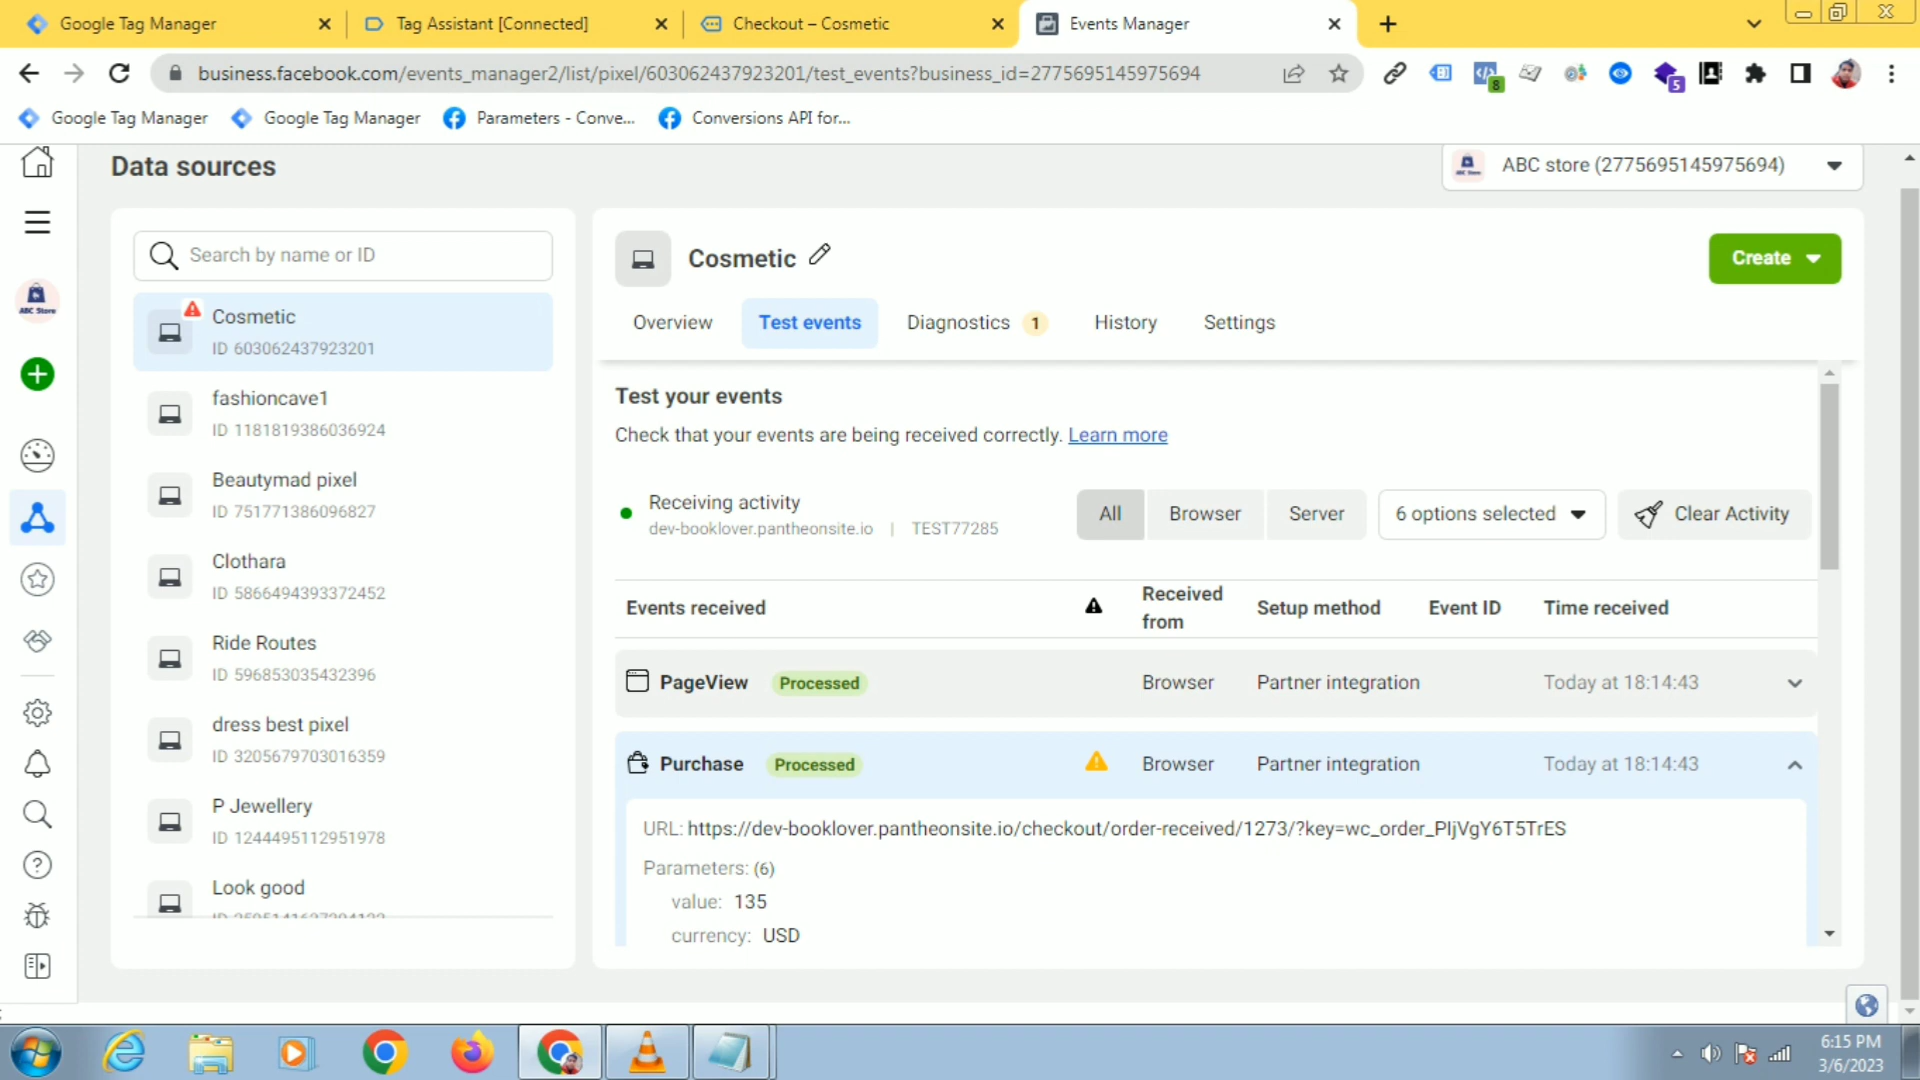 Google Tag Manager
Tag Assistant [Connected]
Checkout – Cosmetic
Events Manager
business.facebook.com/events_manager2/list/pixel/603062437923201/test_events?business_id=2775695145975694
8
5
Google Tag Manager
Google Tag Manager
Parameters - Conve...
Conversions API for...
Data sources
ABC store (2775695145975694)
Search by name or ID
Cosmetic
ID 603062437923201
fashioncave1
ID 1181819386036924
Beautymad pixel
ID 751771386096827
Clothara
ID 5866494393372452
Ride Routes
ID 596853035432396
dress best pixel
ID 3205679703016359
P Jewellery
ID 1244495112951978
Look good
ABC Store
Cosmetic
Create
Overview
Test events
Diagnostics 1
History
Settings
Test your events
Check that your events are being received correctly. Learn more
Receiving activity
dev-booklover.pantheonsite.io | TEST77285
All
Browser
Server
6 options selected
Clear Activity
Events received
Received from
Setup method
Event ID
Time received
PageView Processed Browser Partner integration Today at 18:14:43
Purchase Processed Browser Partner integration Today at 18:14:43
URL: https://dev-booklover.pantheonsite.io/checkout/order-received/1273/?key=wc_order_PIjVgY6T5TrES
Parameters: (6)
value: 135
currency: USD
6:15 PM
3/6/2023